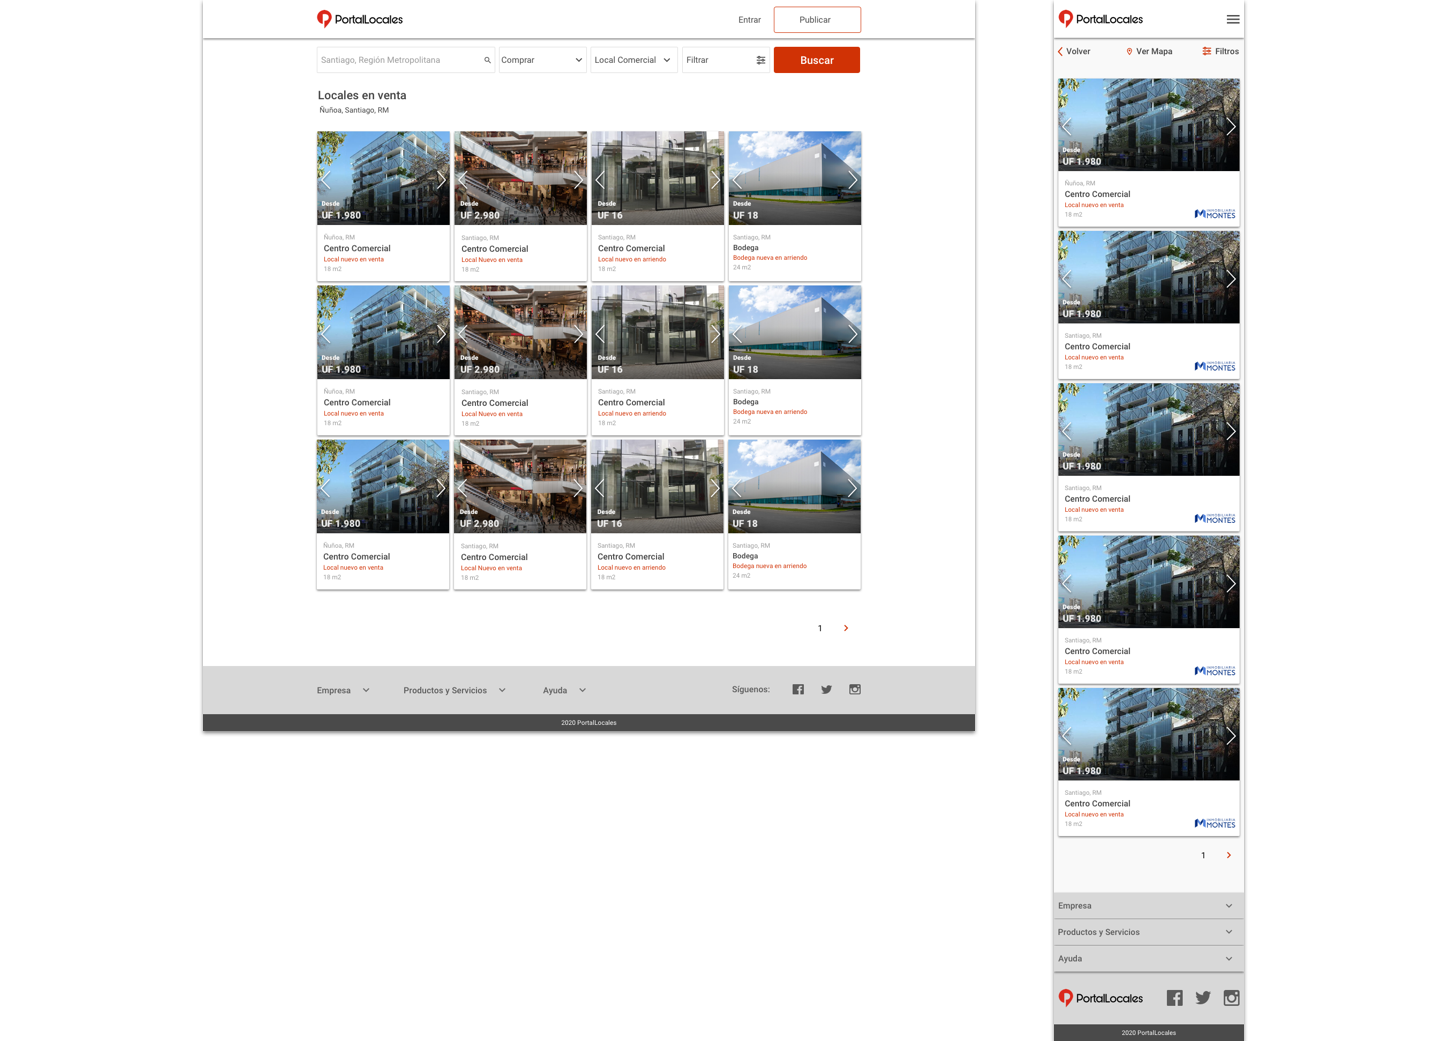 PortalLocales
Entrar
Publicar
Santiago, Región Metropolitana
Comprar
Local Comercial
Filtrar
Buscar
Locales en venta
Ñuñoa, Santiago, RM
Desde
UF 1.980
Ñuñoa, RM
Centro Comercial
Local nuevo en venta
18 m2
Desde
UF 2.980
Santiago, RM
Centro Comercial
Local Nuevo en venta
18 m2
Desde
UF 16
Santiago, RM
Centro Comercial
Local nuevo en arriendo
18 m2
Desde
UF 18
Santiago, RM
Bodega
Bodega nueva en arriendo
24 m2
Desde
UF 1.980
Ñuñoa, RM
Centro Comercial
Local nuevo en venta
18 m2
Desde
UF 2.980
Santiago, RM
Centro Comercial
Local Nuevo en venta
18 m2
Desde
UF 16
Santiago, RM
Centro Comercial
Local nuevo en arriendo
18 m2
Desde
UF 18
Santiago, RM
Bodega
Bodega nueva en arriendo
24 m2
Desde
UF 1.980
Ñuñoa, RM
Centro Comercial
Local nuevo en venta
18 m2
Desde
UF 2.980
Santiago, RM
Centro Comercial
Local Nuevo en venta
18 m2
Desde
UF 16
Santiago, RM
Centro Comercial
Local nuevo en arriendo
18 m2
Desde
UF 18
Santiago, RM
Bodega
Bodega nueva en arriendo
24 m2
1
Empresa
Productos y Servicios
Ayuda
Síguenos:
2020 PortalLocales
PortalLocales
Volver
Ver Mapa
Filtros
Desde
UF 1.980
Ñuñoa, RM
Centro Comercial
Local nuevo en venta
18 m2
INMOBILIARIA
MONTES
Desde
UF 1.980
Santiago, RM
Centro Comercial
Local nuevo en venta
18 m2
INMOBILIARIA
MONTES
Desde
UF 1.980
Santiago, RM
Centro Comercial
Local nuevo en venta
18 m2
INMOBILIARIA
MONTES
Desde
UF 1.980
Santiago, RM
Centro Comercial
Local nuevo en venta
18 m2
INMOBILIARIA
MONTES
Desde
UF 1.980
Santiago, RM
Centro Comercial
Local nuevo en venta
18 m2
INMOBILIARIA
MONTES
1
Empresa
Productos y Servicios
Ayuda
PortalLocales
2020 PortalLocales